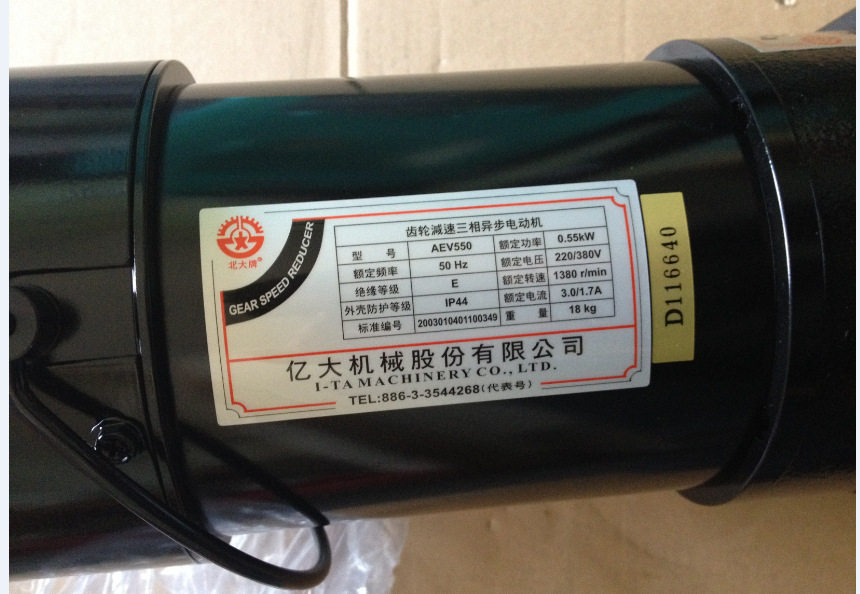 北大牌®
GEAR SPEED REDUCER
齿轮减速三相异步电动机
型 号 AEV550 额定功率 0.55kW
额定频率 50 Hz 额定电压 220/380V
绝缘等级 E 额定转速 1380 r/min
外壳防护等级 IP44 额定电流 3.0/1.7A
标准编号 2003010401100349 重 量 18 kg
亿大机械股份有限公司
I-TA MACHINERY CO., LTD.
TEL:886-3-3544268(代表号)
D116640